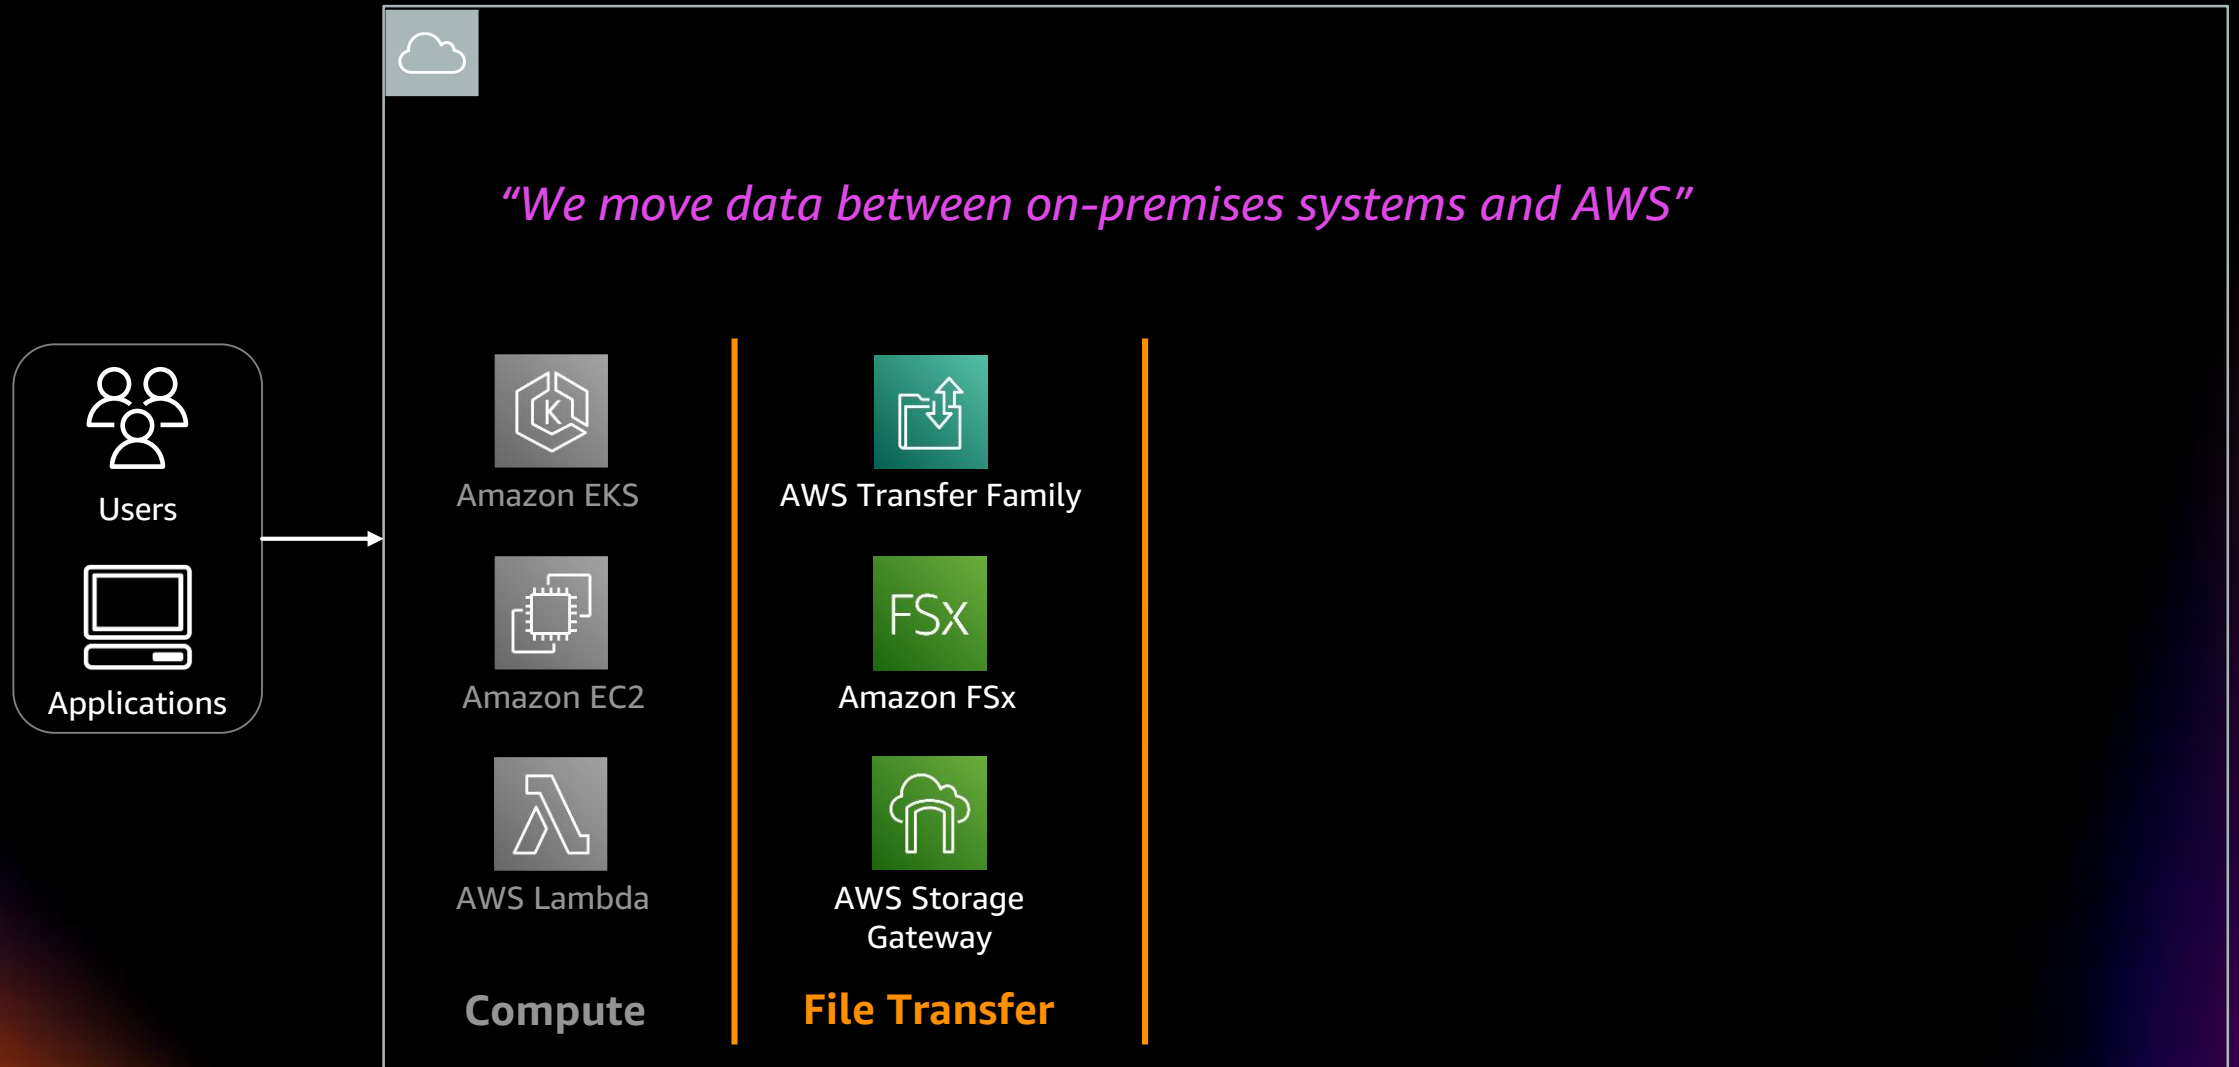 “We move data between on-premises systems and AWS”
Users
Applications
K
Amazon EKS
Amazon EC2
AWS Lambda
Compute
AWS Transfer Family
FSx
Amazon FSx
AWS Storage
Gateway
File Transfer